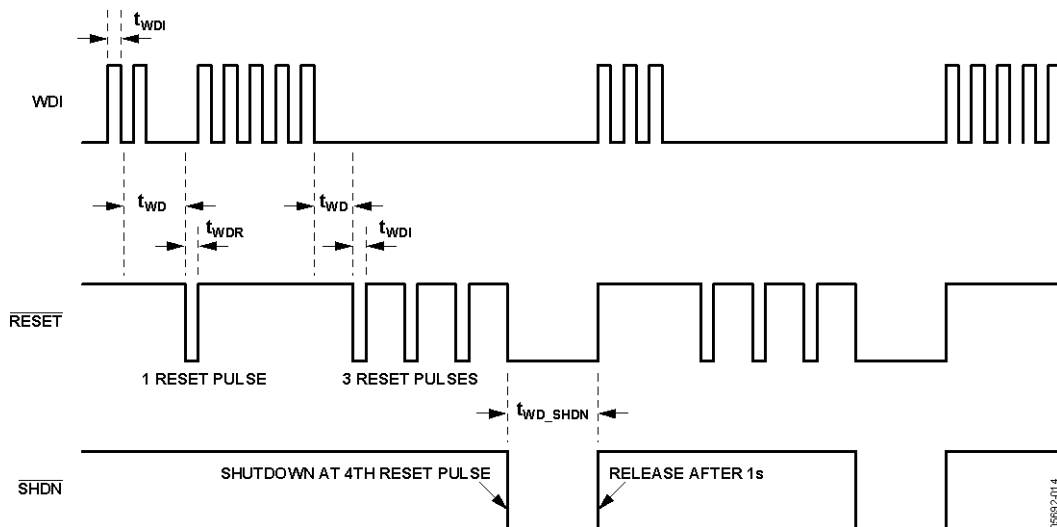 tWDI
WDI
tWD
tWD
tWDR
tWDI
RESET
1 RESET PULSE
3 RESET PULSES
tWD_SHDN
SHUTDOWN AT 4TH RESET PULSE
RELEASE AFTER 1s
SHDN
05692-014